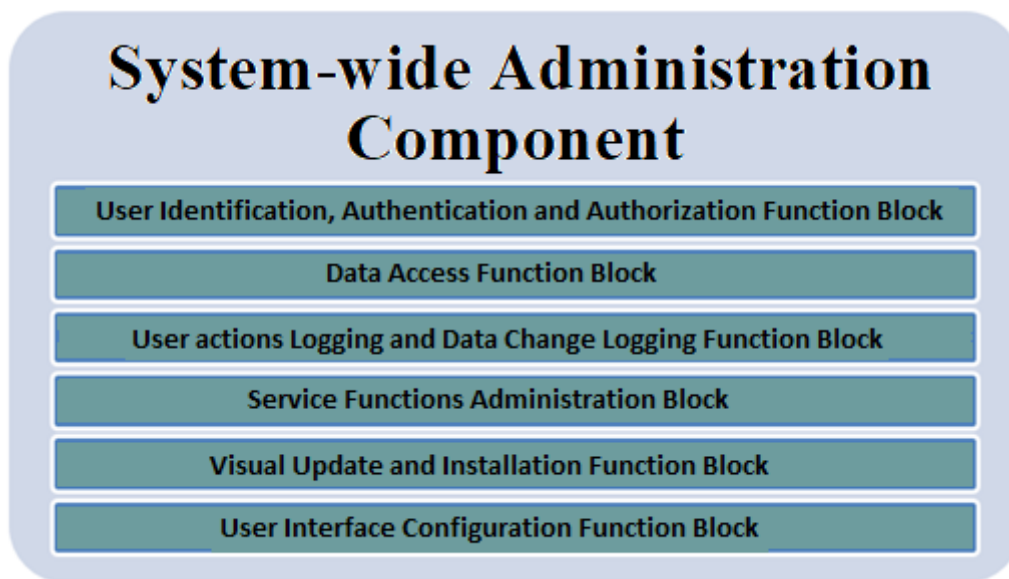 System-wide Administration
Component
User Identification, Authentication and Authorization Function Block
Data Access Function Block
User actions Logging and Data Change Logging Function Block
Service Functions Administration Block
Visual Update and Installation Function Block
User Interface Configuration Function Block